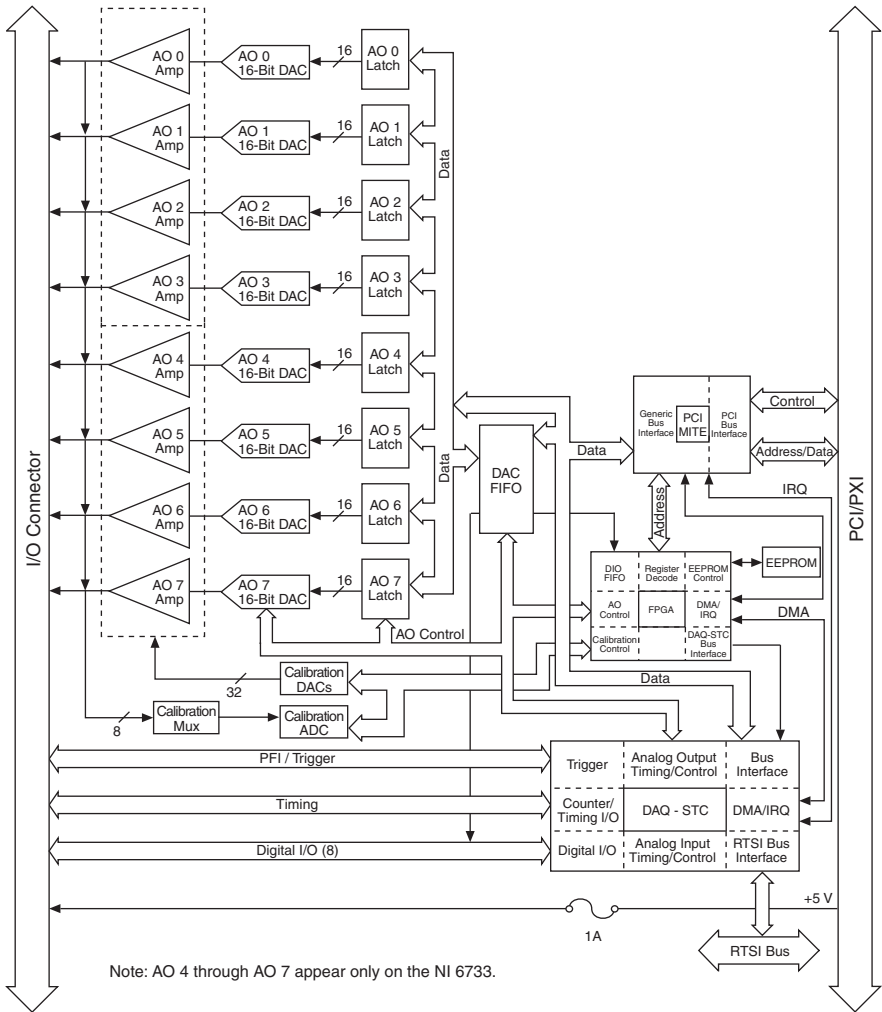 I/O Connector
AO 0
Amp
AO 0
16-Bit DAC
16
AO 0
Latch
AO 1
Amp
AO 1
16-Bit DAC
16
AO 1
Latch
Data
AO 2
Amp
AO 2
16-Bit DAC
16
AO 2
Latch
AO 3
Amp
AO 3
16-Bit DAC
16
AO 3
Latch
AO 4
Amp
AO 4
16-Bit DAC
16
AO 4
Latch
AO 5
Amp
AO 5
16-Bit DAC
16
AO 5
Latch
Data
AO 6
Amp
AO 6
16-Bit DAC
16
AO 6
Latch
AO 7
Amp
AO 7
16-Bit DAC
16
AO 7
Latch
DAC
FIFO
Data
Generic
Bus
Interface
PCI
MITE
PCI
Bus
Interface
Control
Address/Data
IRQ
PCI/PXI
Address
DIO
FIFO
Register
Decode
EEPROM
Control
EEPROM
AO
Control
FPGA
DMA/
IRQ
DMA
Calibration
Control
DAQ-STC
Bus
Interface
AO Control
Data
Calibration
DACs
32
Calibration
Mux
8
Calibration
ADC
PFI / Trigger
Timing
Digital I/O (8)
Trigger
Analog Output
Timing/Control
Bus
Interface
Counter/
Timing I/O
DAQ - STC
DMA/IRQ
Digital I/O
Analog Input
Timing/Control
RTSI Bus
Interface
+5 V
1A
RTSI Bus
Note: AO 4 through AO 7 appear only on the NI 6733.